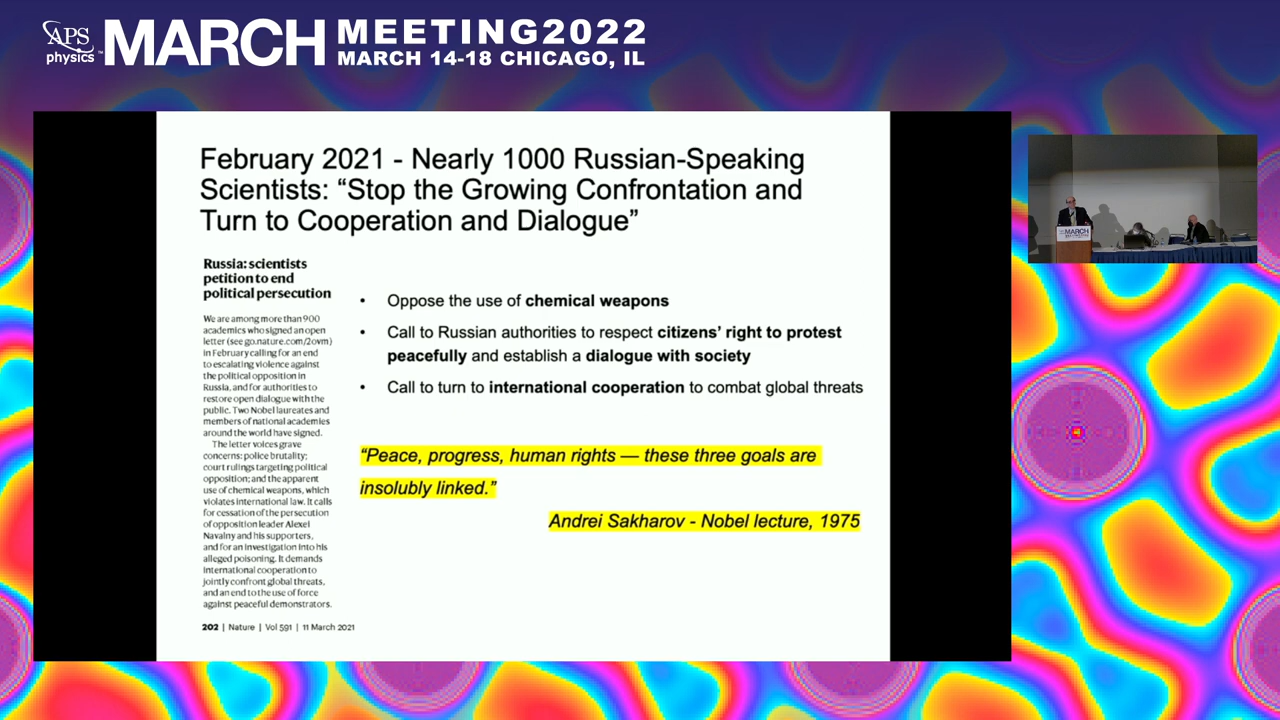 APS
physics
MARCH
MEETING2022
MARCH 14-18 CHICAGO, IL
February 2021 - Nearly 1000 Russian-Speaking
Scientists: “Stop the Growing Confrontation and
Turn to Cooperation and Dialogue”
Russia: scientists
petition to end
political persecution
We are among more than 900
academics who signed an open
letter (see go.nature.com/2ovm)
in February calling for an end
to escalating violence against
the political opposition in
Russia, and for authorities to
restore open dialogue with the
public. Two Nobel laureates and
members of national academies
around the world have signed.
The letter voices grave
concerns: police brutality;
court rulings targeting political
opposition; and the apparent
use of chemical weapons, which
violates international law. It calls
for cessation of the persecution
of opposition leader Alexei
Navalny and his supporters,
and for an investigation into his
alleged poisoning. It demands
international cooperation to
jointly confront global threats,
and an end to the use of force
against peaceful demonstrators.
202 | Nature | Vol 591 | 11 March 2021
• Oppose the use of chemical weapons
• Call to Russian authorities to respect citizens’ right to protest
peacefully and establish a dialogue with society
• Call to turn to international cooperation to combat global threats
“Peace, progress, human rights — these three goals are
insolubly linked.”
Andrei Sakharov - Nobel lecture, 1975
MARCH